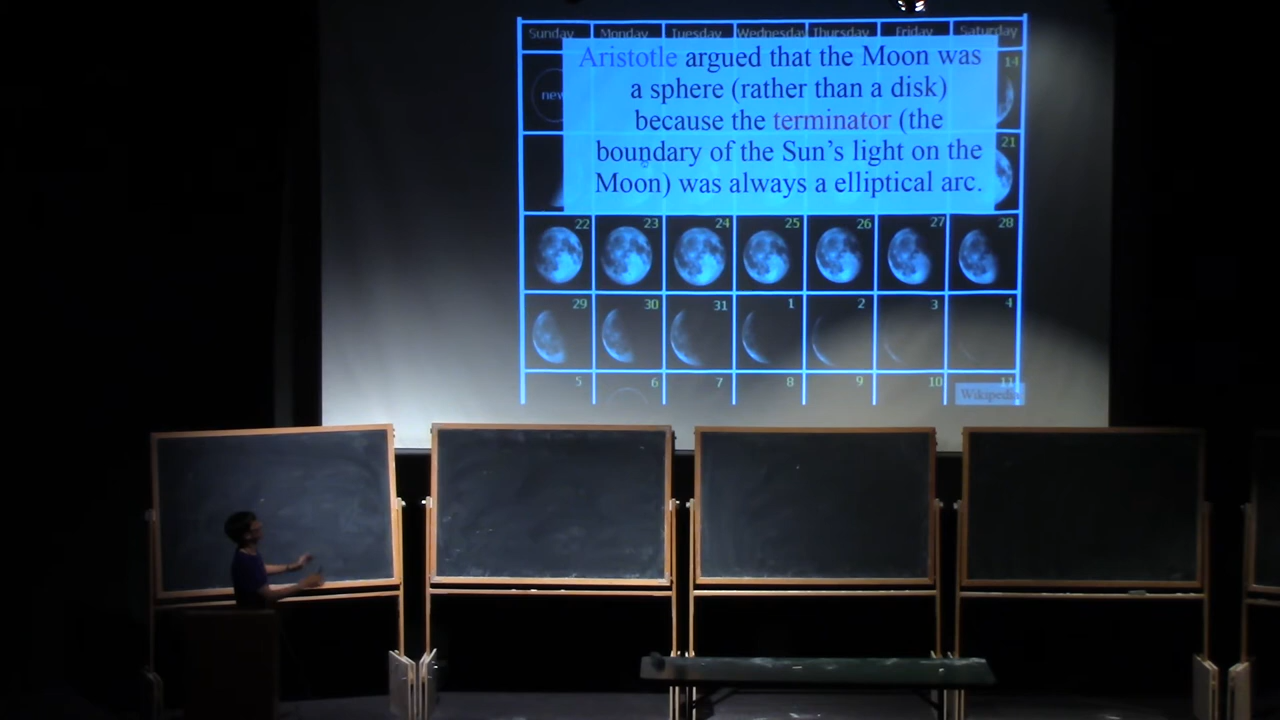 Sunday Monday Tuesday Wednesday Thursday Friday Saturday
Aristotle argued that the Moon was
a sphere (rather than a disk)
because the terminator (the
boundary of the Sun’s light on the
Moon) was always a elliptical arc.
new 14
21
22 23 24 25 26 27 28
29 30 31 1 2 3 4
5 6 7 8 9 10 11
Wikipedia